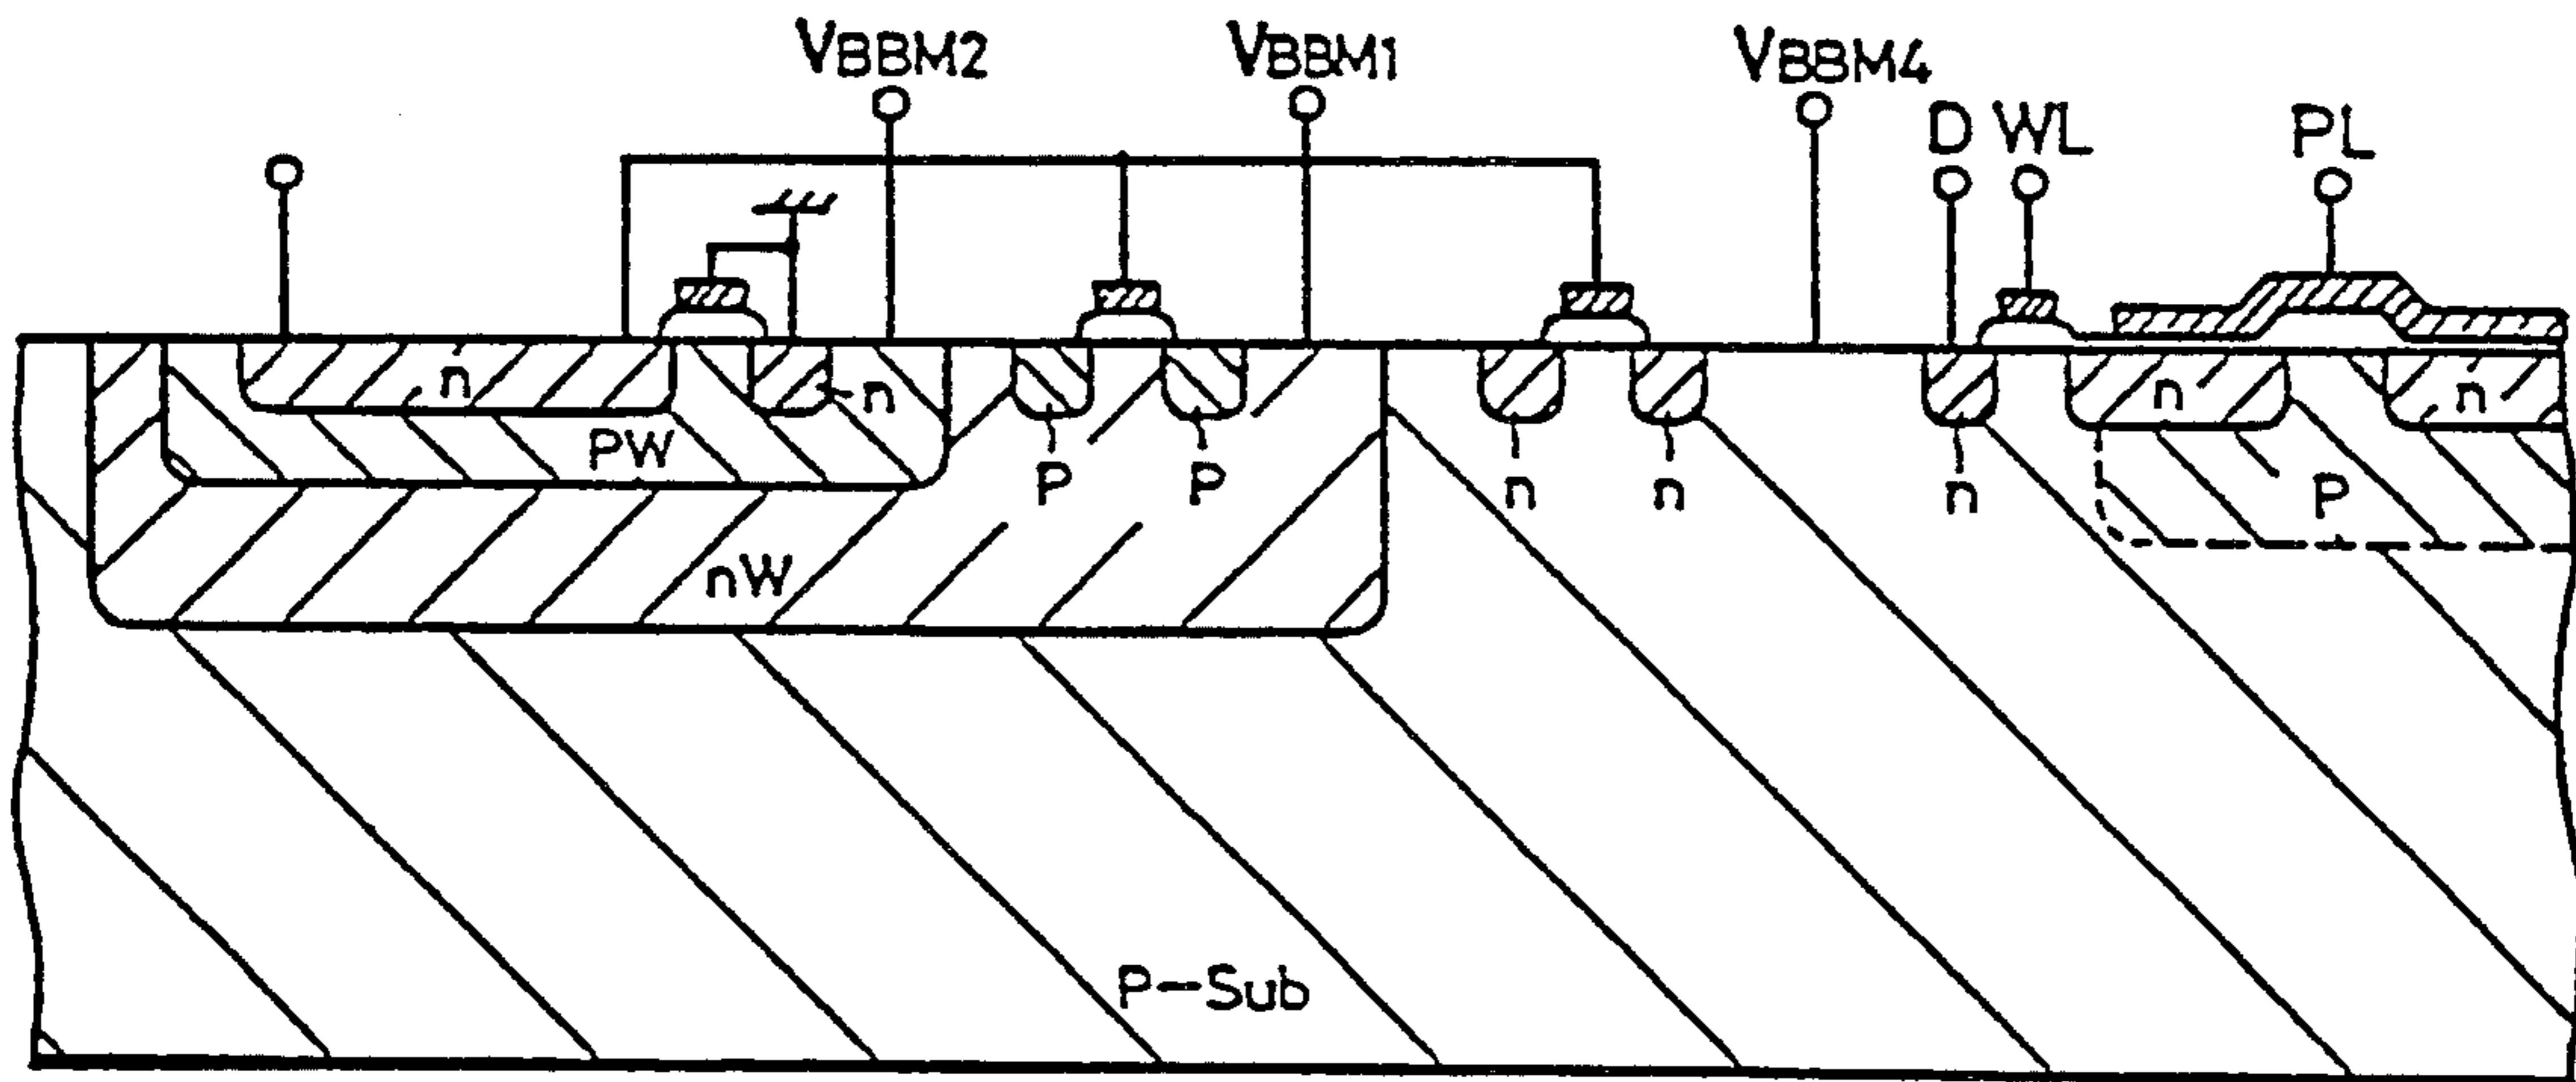 VBBM2 VBBM1 VBBM4
D WL PL
n n n n
PW P P n n n P
nW
P-Sub